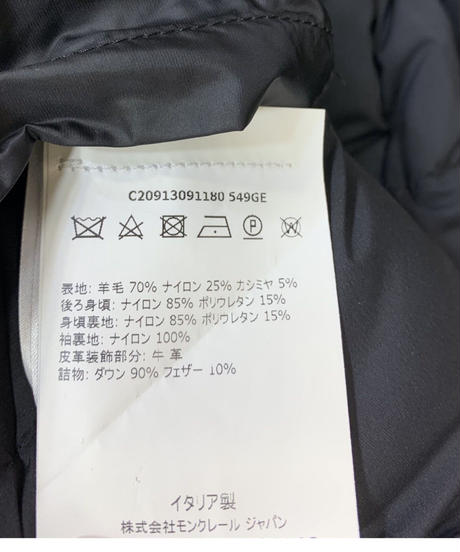 C20913091180 549GE
表地: 羊毛 70% ナイロン 25% カシミヤ 5%
後ろ身頃: ナイロン 85% ポリウレタン 15%
身頃裏地: ナイロン 85% ポリウレタン 15%
袖裏地: ナイロン 100%
皮革装飾部分: 牛 革
詰物: ダウン 90% フェザー 10%
イタリア製
株式会社モンクレール ジャパン